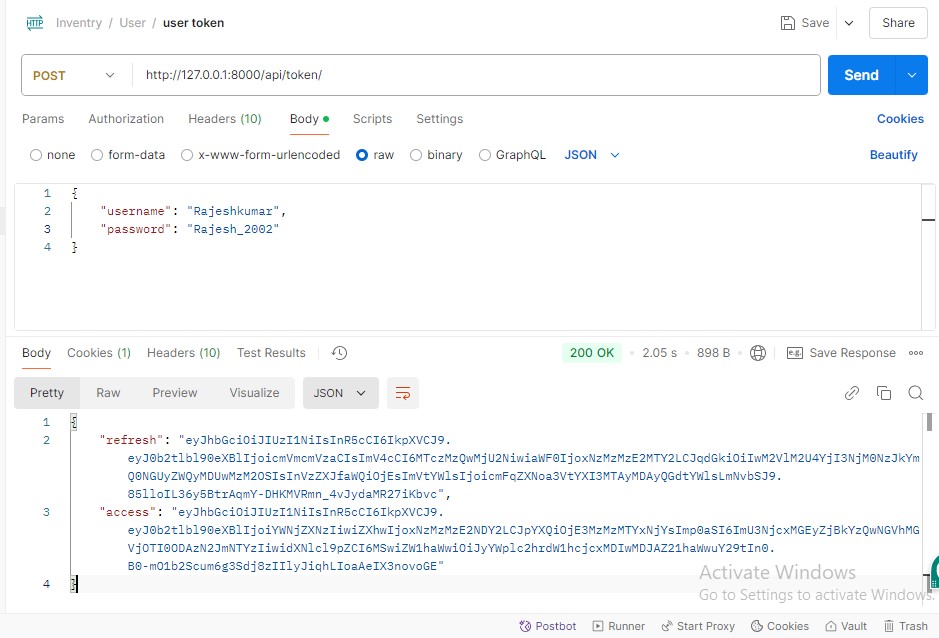 HTTP Inventry / User / user token Save Share
POST http://127.0.0.1:8000/api/token/ Send
Params Authorization Headers (10) Body Scripts Settings Cookies
none form-data x-www-form-urlencoded raw binary GraphQL JSON Beautify
1 {
2 "username": "Rajeshkumar",
3 "password": "Rajesh_2002"
4 }
Body Cookies (1) Headers (10) Test Results 200 OK 2.05 s 898 B e.g. Save Response
Pretty Raw Preview Visualize JSON
1 {
2 "refresh": "eyJhbGciOiJIUzI1NiIsInR5cCI6IkpXVCJ9.
eyJ0b2tlbl90eXBlIjoicmVmcmVzaCIsImV4cCI6MTczMzQwMjU2NiwiaWF0IjoxNzMzMzE2MTY2LCJqdGkiOiIwM2VlM2U4YjI3NjM0NzJkYm
Q0NGUyZWQyMDUwMzM2OSIsInVzZXJfaWQiOjEsImVtYWlsIjoicmFqZXNoa3VtYXI3MTAyMDAyQGdtYWlsLmNvbSJ9.
85lloIL36y5BtrAqmY-DHKMVRmn_4vJydaMR27iKbvc",
3 "access": "eyJhbGciOiJIUzI1NiIsInR5cCI6IkpXVCJ9.
eyJ0b2tlbl90eXBlIjoiYWNjZXNzIiwiZXhwIjoxNzMzMzE2NDY2LCJpYXQiOjE3MzMzMTYxNjYsImp0aSI6ImU3NjcxMGEyZjBkYzQwNGVhMG
VjOTI0ODAzN2JmNTYzIiwidXNlcl9pZCI6MSwiZW1haWwiOiJyYWplc2hrdW1hcjcxMDIwMDJAZ21haWwuY29tIn0.
B0-mO1b2Scum6g3Sdj8zIIlyJiqhLIoaAeIX3novoGE"
4 }
Activate Windows
Go to Settings to activate Windows.
Postbot Runner Start Proxy Cookies Vault Trash